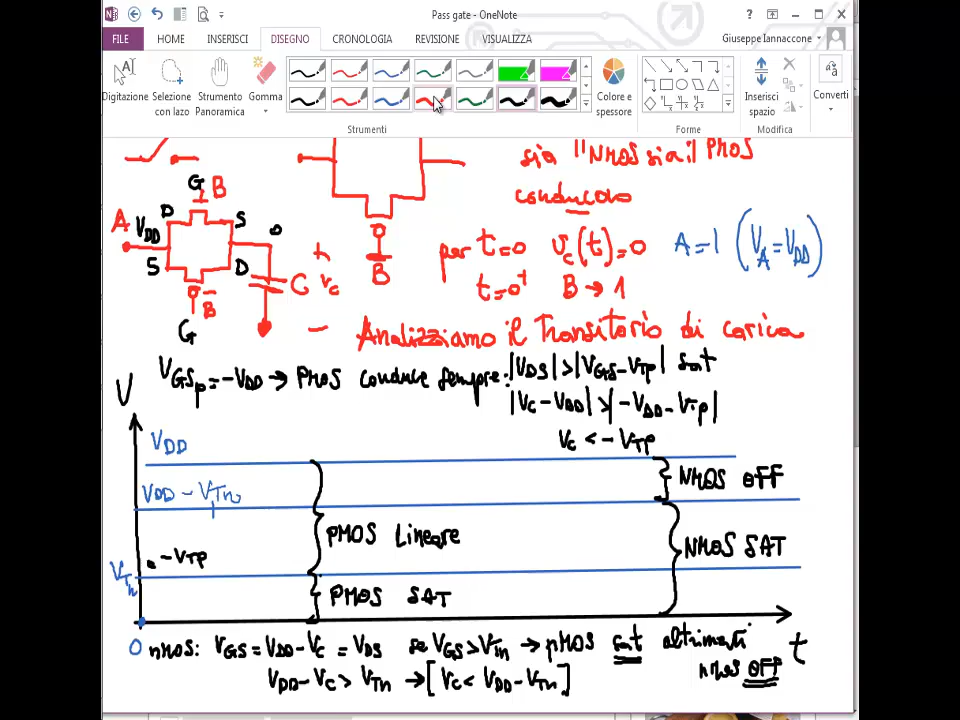 Pass gate - OneNote
FILE HOME INSERISCI DISEGNO CRONOLOGIA REVISIONE VISUALIZZA Giuseppe Iannaccone
Digitazione Selezione con lazo Strumento Panoramica Gomma Colore e spessore Inserisci spazio Converti
Strumenti Forme Modifica
sia il NMOS sia il PMOS
conducono
G B
A VDD D S 0
S D C vc B
B
G
per t=0 vc(t)=0 A=1 (VA=VDD)
t=0+ B → 1
- Analizziamo il Transitorio di carica
VGSp=-VDD → PMOS conduce sempre: |VDS|>|VGS-VTp| sat
|VC-VDD|>|-VDD-VTp|
VC < -VTp
V
VDD
NMOS OFF
VDD-VTn
PMOS Lineare
NMOS SAT
-VTp
VTn
PMOS SAT
t
0 nMOS: VGS=VDD-VC=VDS se VGS>VTn → pMOS sat altrimenti
nMOS OFF
VDD-VC>VTn → [VC<VDD-VTn]